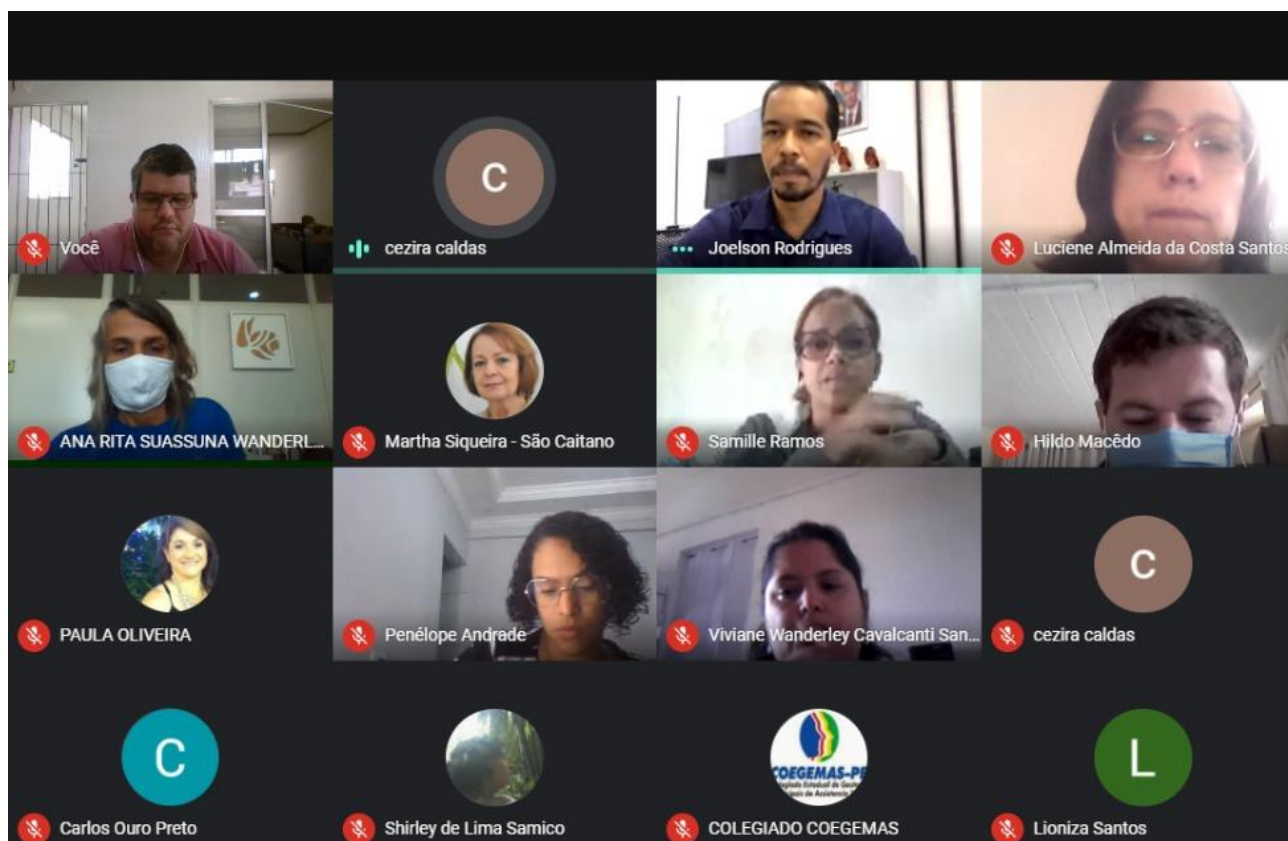 Você
cezira caldas
Joelson Rodrigues
Luciene Almeida da Costa Santos
ANA RITA SUASSUNA WANDERL...
Martha Siqueira - São Caitano
Samille Ramos
Hildo Macêdo
PAULA OLIVEIRA
Penélope Andrade
Viviane Wanderley Cavalcanti San...
cezira caldas
Carlos Ouro Preto
Shirley de Lima Samico
COLEGIADO COEGEMAS
Lioniza Santos
C
C
C
COEGEMAS-PE
L